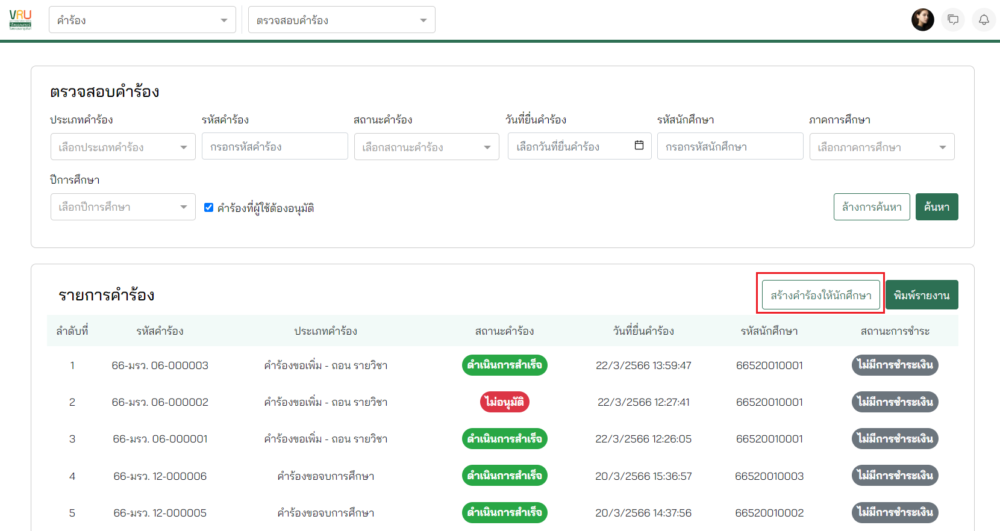 VRU
คำร้อง
ตรวจสอบคำร้อง
ตรวจสอบคำร้อง
ประเภทคำร้อง รหัสคำร้อง สถานะคำร้อง วันที่ยื่นคำร้อง รหัสนักศึกษา ภาคการศึกษา
เลือกประเภทคำร้อง กรอกรหัสคำร้อง เลือกสถานะคำร้อง เลือกวันที่ยื่นคำร้อง กรอกรหัสนักศึกษา เลือกภาคการศึกษา
ปีการศึกษา
เลือกปีการศึกษา คำร้องที่ผู้ใช้ต้องอนุมัติ ล้างการค้นหา ค้นหา
รายการคำร้อง สร้างคำร้องให้นักศึกษา พิมพ์รายงาน
ลำดับที่ รหัสคำร้อง ประเภทคำร้อง สถานะคำร้อง วันที่ยื่นคำร้อง รหัสนักศึกษา สถานะการชำระ
1 66-มรว. 06-000003 คำร้องขอเพิ่ม - ถอน รายวิชา ดำเนินการสำเร็จ 22/3/2566 13:59:47 66520010001 ไม่มีการชำระเงิน
2 66-มรว. 06-000002 คำร้องขอเพิ่ม - ถอน รายวิชา ไม่อนุมัติ 22/3/2566 12:27:41 66520010001 ไม่มีการชำระเงิน
3 66-มรว. 06-000001 คำร้องขอเพิ่ม - ถอน รายวิชา ดำเนินการสำเร็จ 22/3/2566 12:26:05 66520010001 ไม่มีการชำระเงิน
4 66-มรว. 12-000006 คำร้องขอจบการศึกษา ดำเนินการสำเร็จ 20/3/2566 15:36:57 66520010003 ไม่มีการชำระเงิน
5 66-มรว. 12-000005 คำร้องขอจบการศึกษา ดำเนินการสำเร็จ 20/3/2566 14:37:56 66520010002 ไม่มีการชำระเงิน